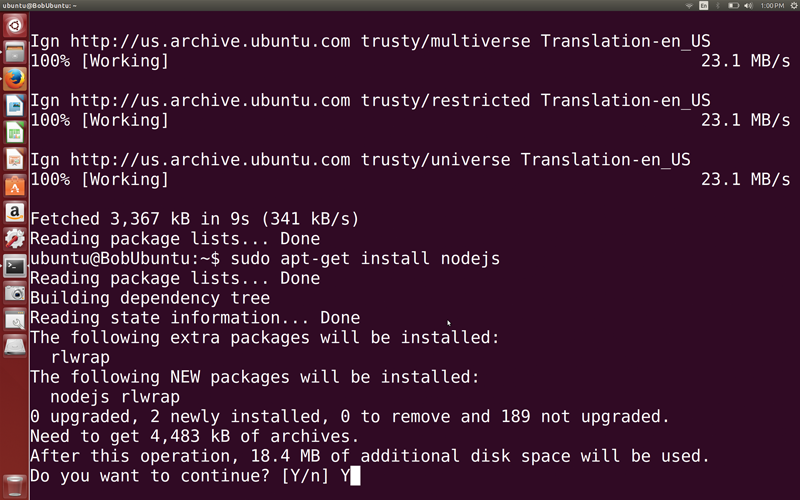 ubuntu@BobUbuntu: ~
En
1:00 PM
Ign http://us.archive.ubuntu.com trusty/multiverse Translation-en_US
100% [Working] 23.1 MB/s
Ign http://us.archive.ubuntu.com trusty/restricted Translation-en_US
100% [Working] 23.1 MB/s
Ign http://us.archive.ubuntu.com trusty/universe Translation-en_US
100% [Working] 23.1 MB/s
Fetched 3,367 kB in 9s (341 kB/s)
Reading package lists... Done
ubuntu@BobUbuntu:~$ sudo apt-get install nodejs
Reading package lists... Done
Building dependency tree
Reading state information... Done
The following extra packages will be installed:
rlwrap
The following NEW packages will be installed:
nodejs rlwrap
0 upgraded, 2 newly installed, 0 to remove and 189 not upgraded.
Need to get 4,483 kB of archives.
After this operation, 18.4 MB of additional disk space will be used.
Do you want to continue? [Y/n] Y